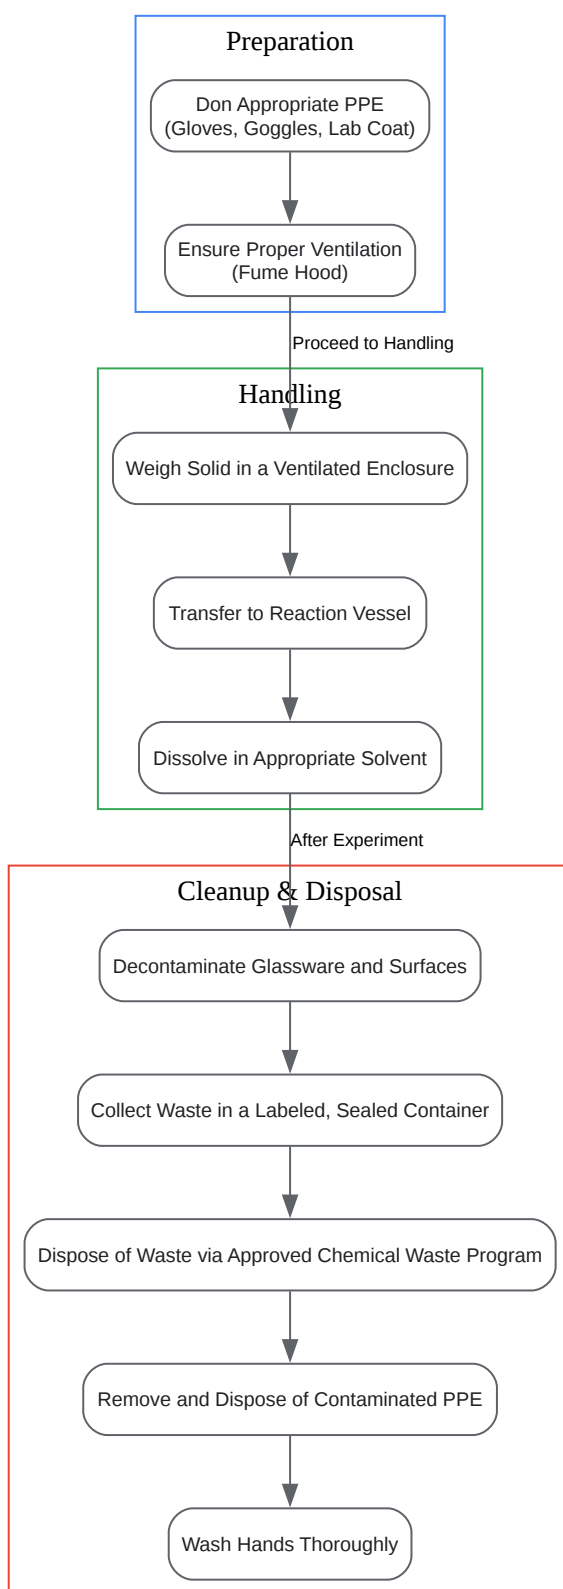 Preparation
Don Appropriate PPE
(Gloves, Goggles, Lab Coat)
Ensure Proper Ventilation
(Fume Hood)
Proceed to Handling
Handling
Weigh Solid in a Ventilated Enclosure
Transfer to Reaction Vessel
Dissolve in Appropriate Solvent
After Experiment
Cleanup & Disposal
Decontaminate Glassware and Surfaces
Collect Waste in a Labeled, Sealed Container
Dispose of Waste via Approved Chemical Waste Program
Remove and Dispose of Contaminated PPE
Wash Hands Thoroughly